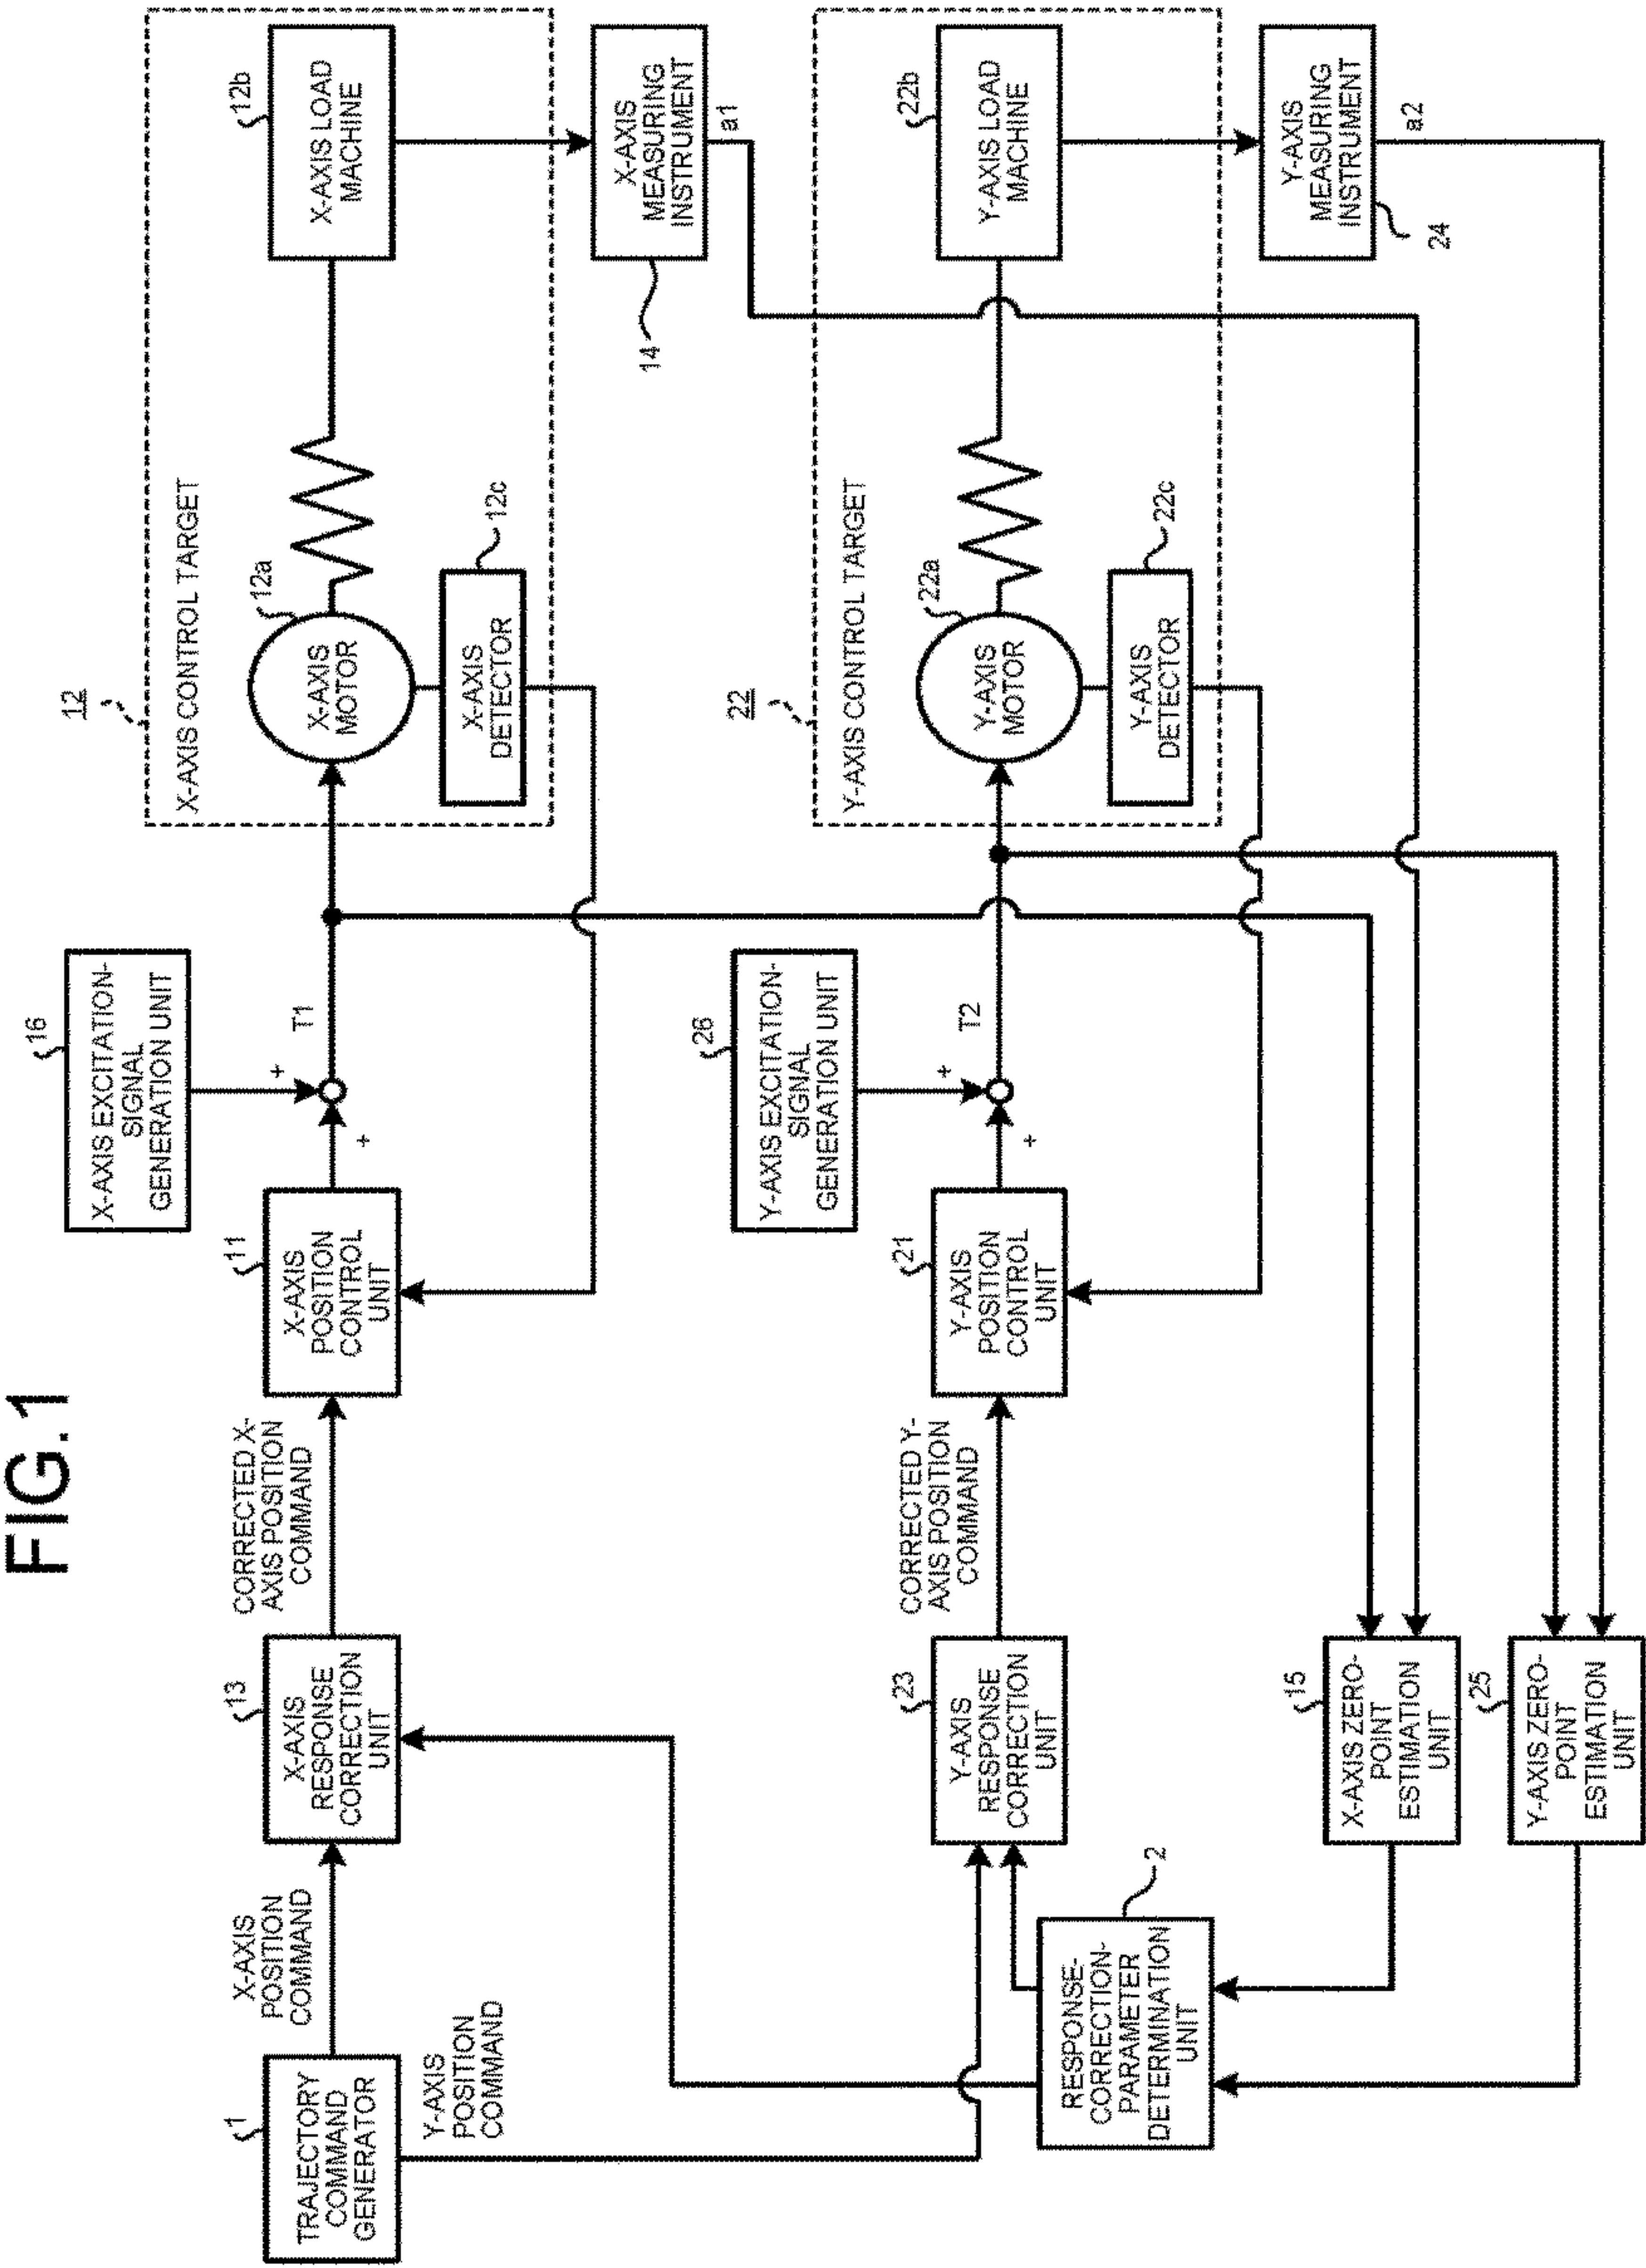 FIG.1
1
TRAJECTORY
COMMAND
GENERATOR
X-AXIS
POSITION
COMMAND
Y-AXIS
POSITION
COMMAND
13
X-AXIS
RESPONSE
CORRECTION
UNIT
CORRECTED X-
AXIS POSITION
COMMAND
11
X-AXIS
POSITION
CONTROL
UNIT
16
X-AXIS EXCITATION-
SIGNAL
GENERATION UNIT
+
+
T1
12
X-AXIS CONTROL TARGET
12a
X-AXIS
MOTOR
12b
X-AXIS LOAD
MACHINE
12c
X-AXIS
DETECTOR
14
X-AXIS
MEASURING
INSTRUMENT
a1
23
Y-AXIS
RESPONSE
CORRECTION
UNIT
CORRECTED Y-
AXIS POSITION
COMMAND
21
Y-AXIS
POSITION
CONTROL
UNIT
26
Y-AXIS EXCITATION-
SIGNAL
GENERATION UNIT
+
+
T2
22
Y-AXIS CONTROL TARGET
22a
Y-AXIS
MOTOR
22b
Y-AXIS LOAD
MACHINE
22c
Y-AXIS
DETECTOR
24
Y-AXIS
MEASURING
INSTRUMENT
a2
2
RESPONSE-
CORRECTION-
PARAMETER
DETERMINATION
UNIT
15
X-AXIS ZERO-
POINT
ESTIMATION
UNIT
25
Y-AXIS ZERO-
POINT
ESTIMATION
UNIT